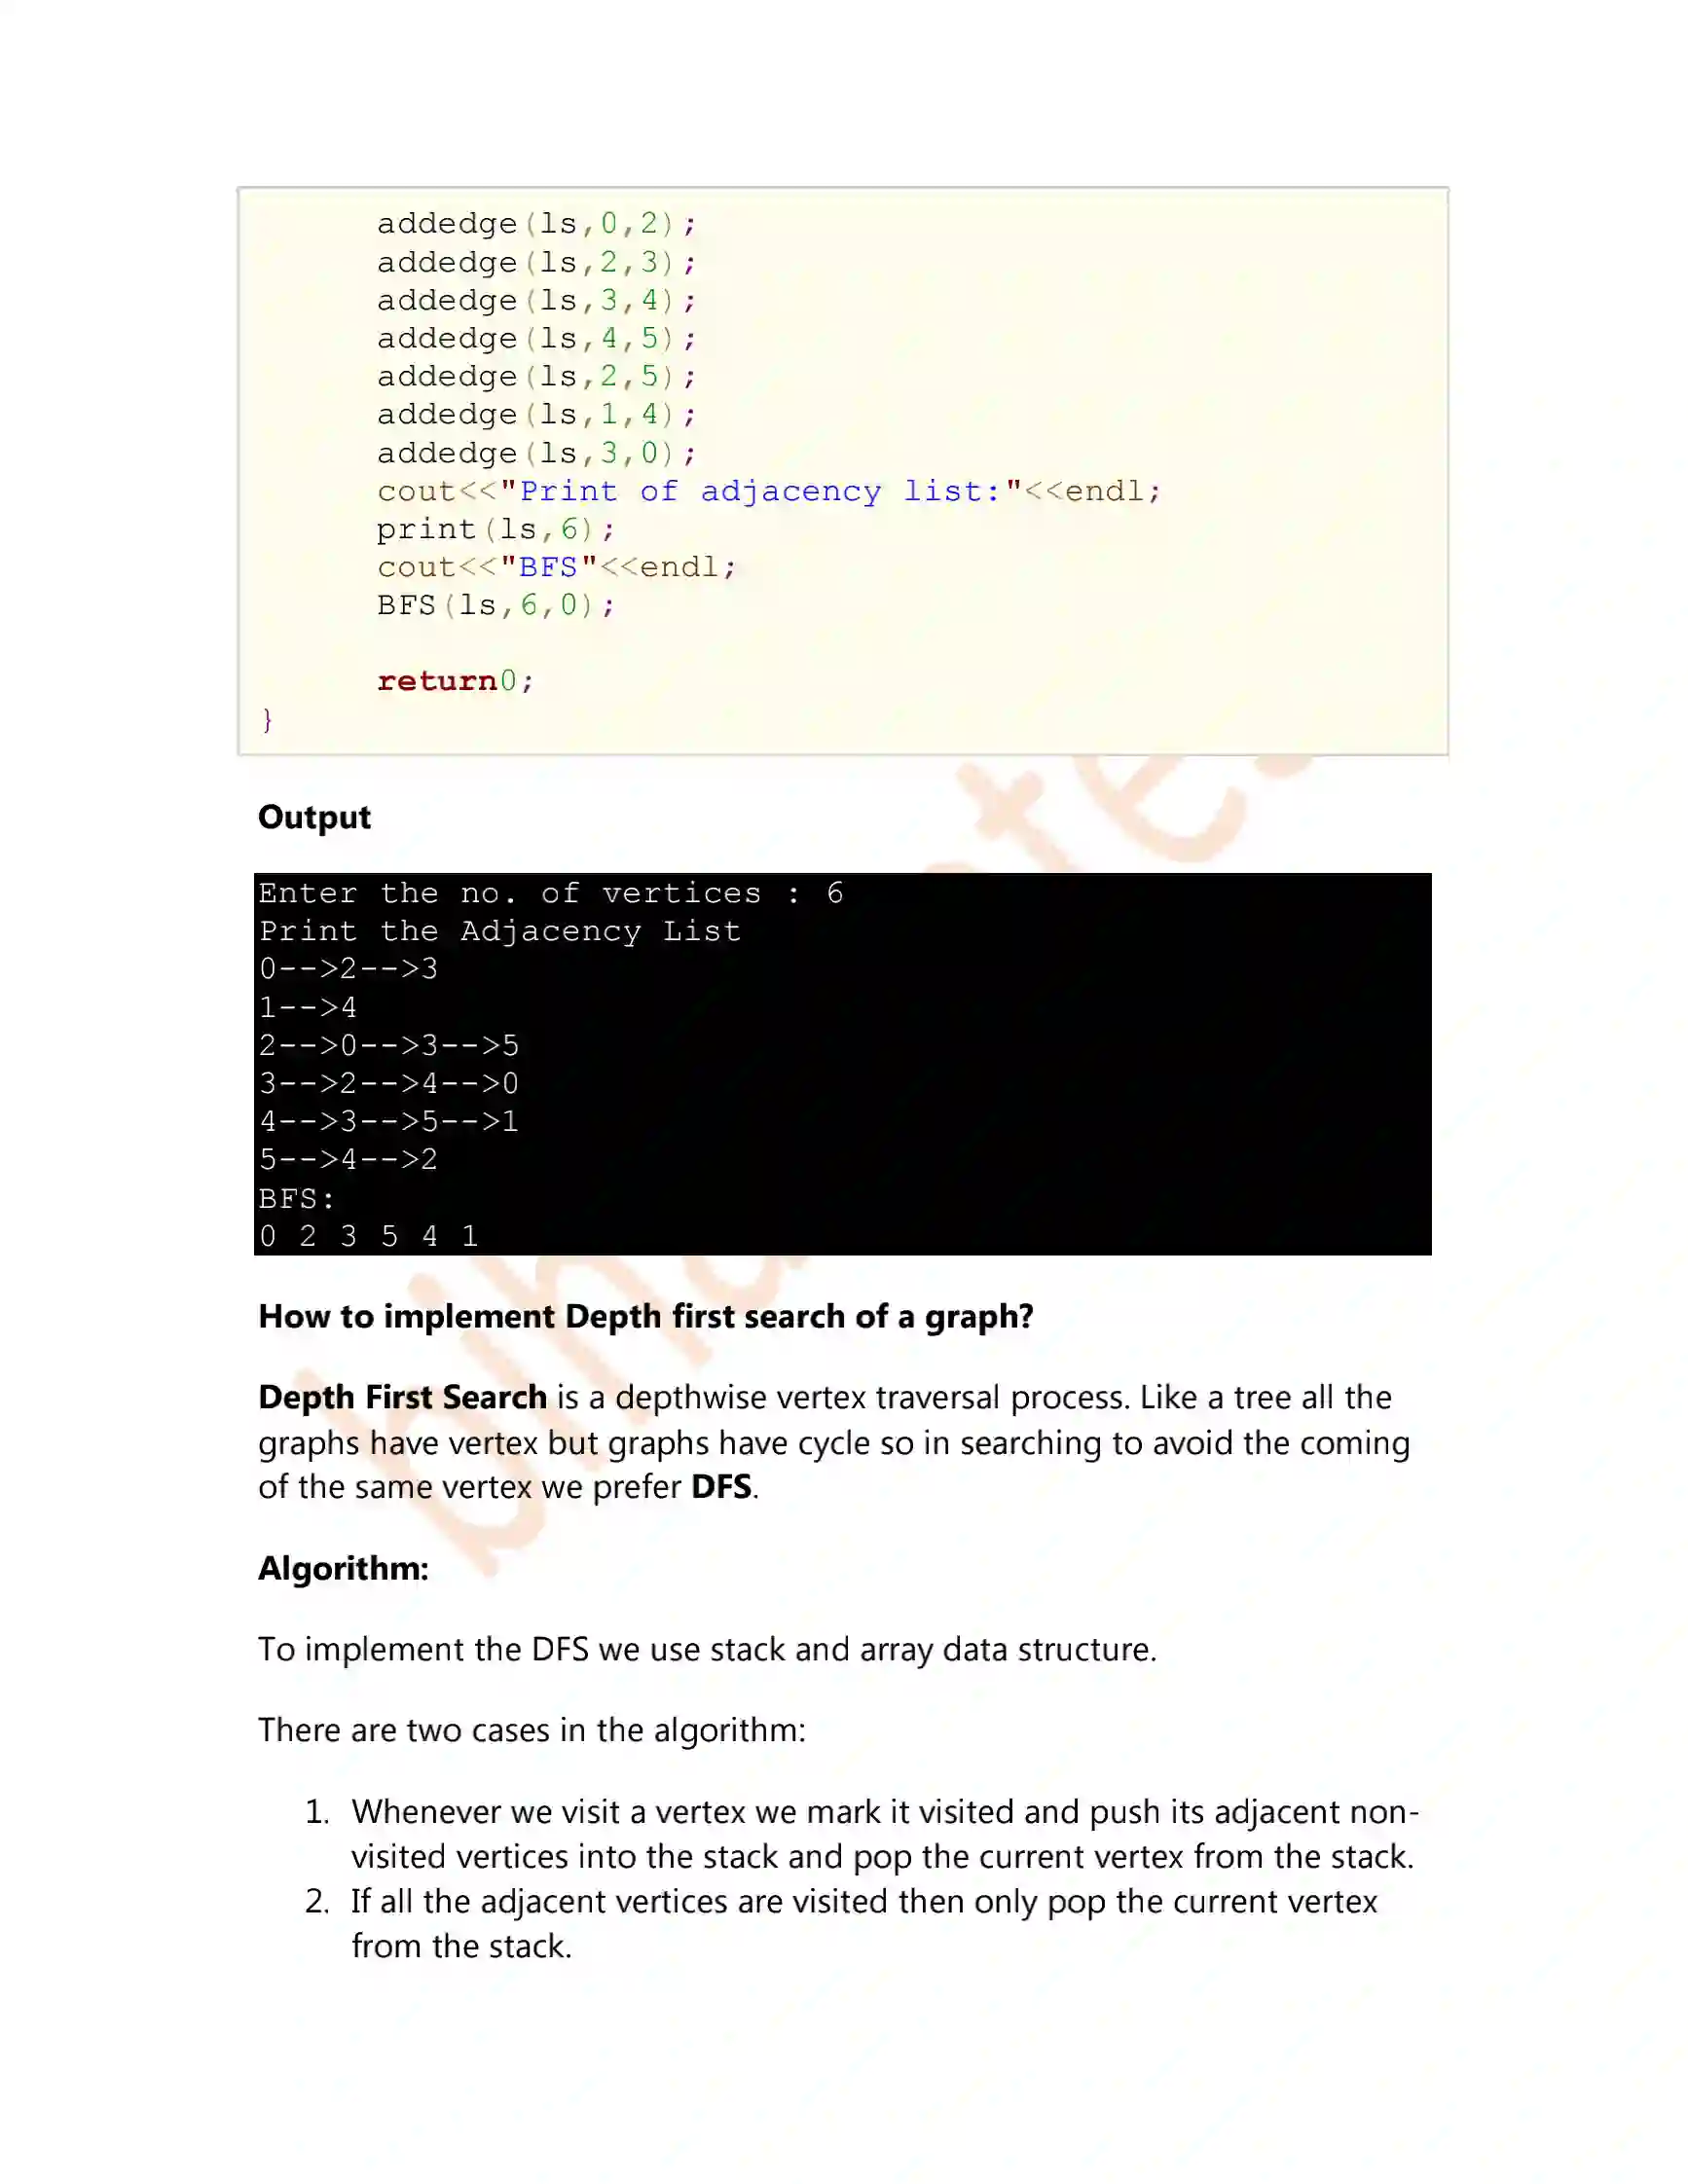 addedge(ls,0,2);
addedge(ls,2,3);
addedge(ls,3,4);
addedge(ls,4,5);
addedge(ls,2,5);
addedge(ls,1,4);
addedge(ls,3,0);
cout<<"Print of adjacency list:"<<endl;
print(ls,6);
cout<<"BFS"<<endl;
BFS(ls,6,0);
return0;
}
Output
Enter the no. of vertices : 6
Print the Adjacency List
0-->2-->3
1-->4
2-->0-->3-->5
3-->2-->4-->0
4-->3-->5-->1
5-->4-->2
BFS:
0 2 3 5 4 1
How to implement Depth first search of a graph?
Depth First Search is a depthwise vertex traversal process. Like a tree all the
graphs have vertex but graphs have cycle so in searching to avoid the coming
of the same vertex we prefer DFS.
Algorithm:
To implement the DFS we use stack and array data structure.
There are two cases in the algorithm:
1. Whenever we visit a vertex we mark it visited and push its adjacent non-
visited vertices into the stack and pop the current vertex from the stack.
2. If all the adjacent vertices are visited then only pop the current vertex
from the stack.